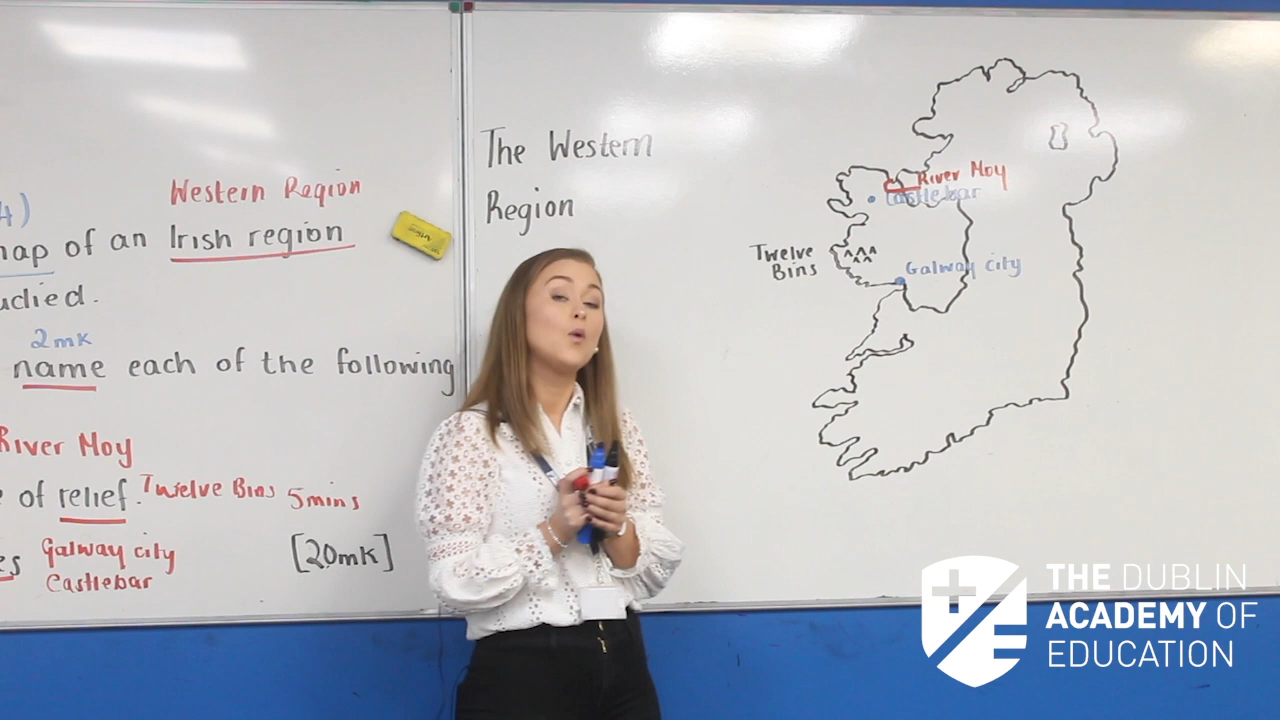 4)
Western Region
map of an Irish region
udied.
2mk
name each of the following
River Moy
of relief. Twelve Bins 5mins
es Galway city
Castlebar
[20mk]
The Western
Region
River Moy
Castlebar
Twelve
Bins
Galway city
THE DUBLIN
ACADEMY OF
EDUCATION